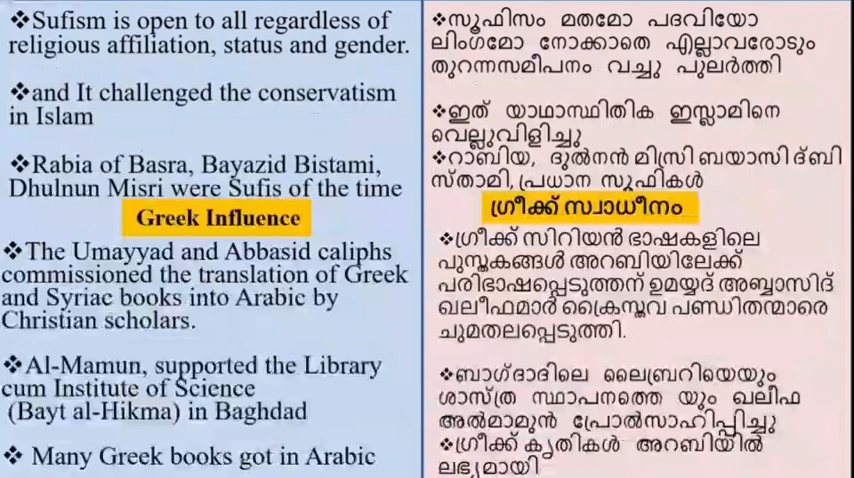 ❖Sufism is open to all regardless of
religious affiliation, status and gender.
❖and It challenged the conservatism
in Islam
❖Rabia of Basra, Bayazid Bistami,
Dhulnun Misri were Sufis of the time
Greek Influence
❖The Umayyad and Abbasid caliphs
commissioned the translation of Greek
and Syriac books into Arabic by
Christian scholars.
❖Al-Mamun, supported the Library
cum Institute of Science
(Bayt al-Hikma) in Baghdad
❖ Many Greek books got in Arabic
❖സൂഫിസം മതമോ പദവിയോ
ലിംഗമോ നോക്കാതെ എല്ലാവരോടും
തുറന്നസമീപനം വച്ചു പുലർത്തി
❖ഇത് യാഥാസ്ഥിതിക ഇസ്ലാമിനെ
വെല്ലുവിളിച്ചു
❖റാബിയ, ദുൽനൻ മിസ്രി ബയാസിദ്ബി
സ്താമി, പ്രധാന സൂഫികൾ
ഗ്രീക്ക് സ്വാധീനം
❖ഗ്രീക്ക് സിറിയൻ ഭാഷകളിലെ
പുസ്തകങ്ങൾ അറബിയിലേക്ക്
പരിഭാഷപ്പെടുത്തന് ഉമയ്യദ് അബ്ബാസിദ്
ഖലീഫമാർ ക്രൈസ്തവ പണ്ഡിതന്മാരെ
ചുമതലപ്പെടുത്തി.
❖ബാഗ്ദാദിലെ ലൈബ്രറിയെയും
ശാസ്ത്ര സ്ഥാപനത്തെ യും ഖലീഫ
അൽമാമുൻ പ്രോൽസാഹിപ്പിച്ചു
❖ഗ്രീക്ക് കൃതികൾ അറബിയിൽ
ലഭ്യമായി